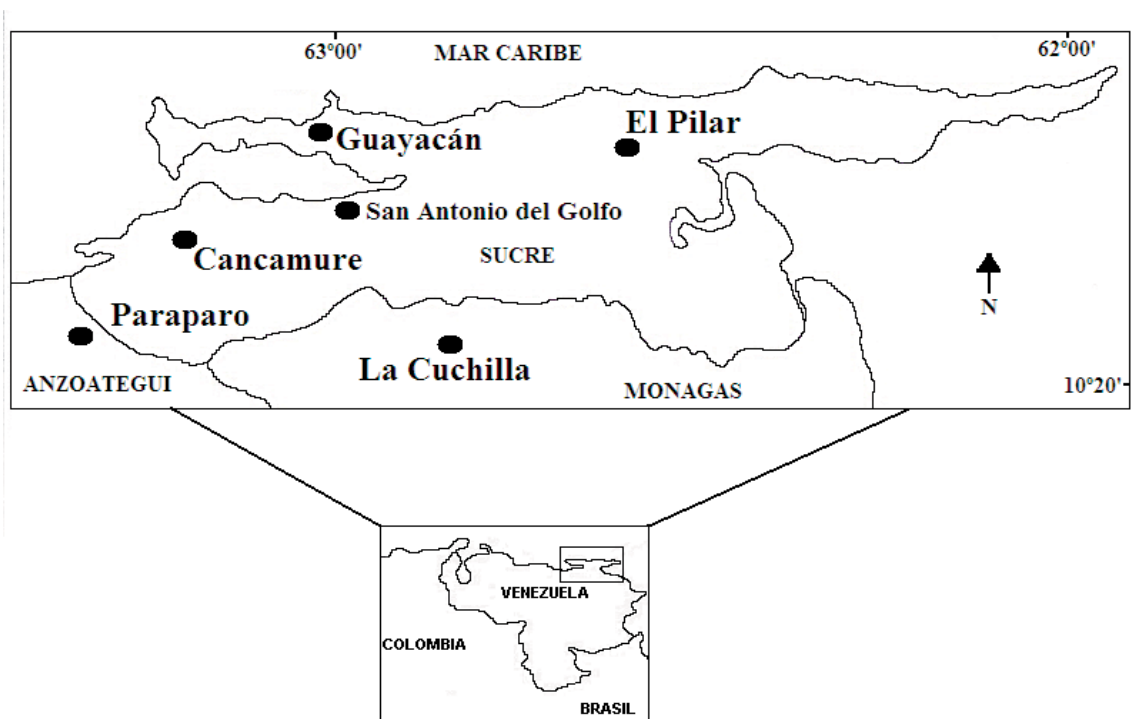 63°00'
MAR CARIBE
62°00'
Guayacán
El Pilar
San Antonio del Golfo
Cancamure
SUCRE
N
Paraparo
La Cuchilla
ANZOATEGUI
MONAGAS
10°20'
VENEZUELA
COLOMBIA
BRASIL